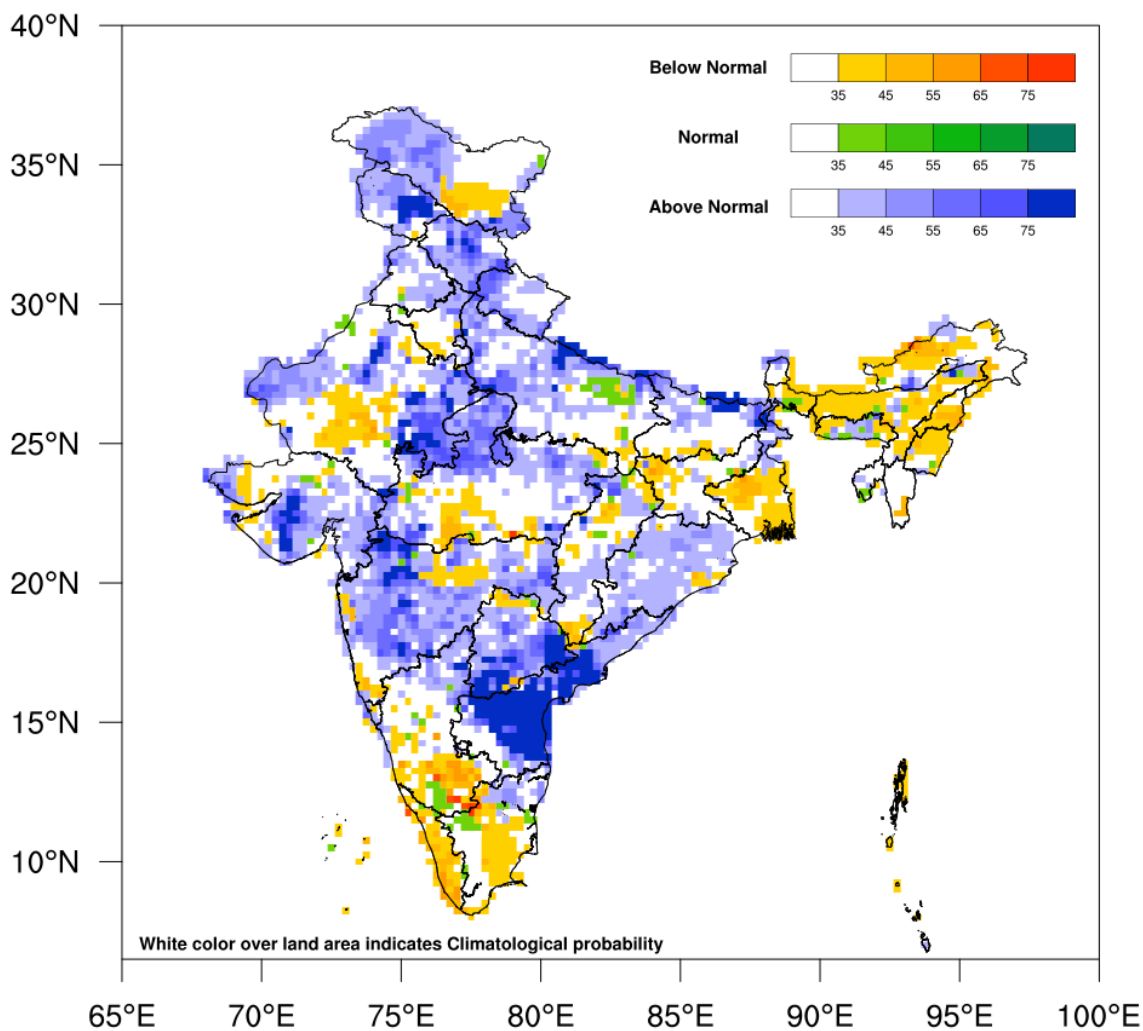 40°N
Below Normal
35 45 55 65 75
Normal
35 45 55 65 75
Above Normal
35 45 55 65 75
35°N
30°N
25°N
20°N
15°N
10°N
White color over land area indicates Climatological probability
65°E 70°E 75°E 80°E 85°E 90°E 95°E 100°E